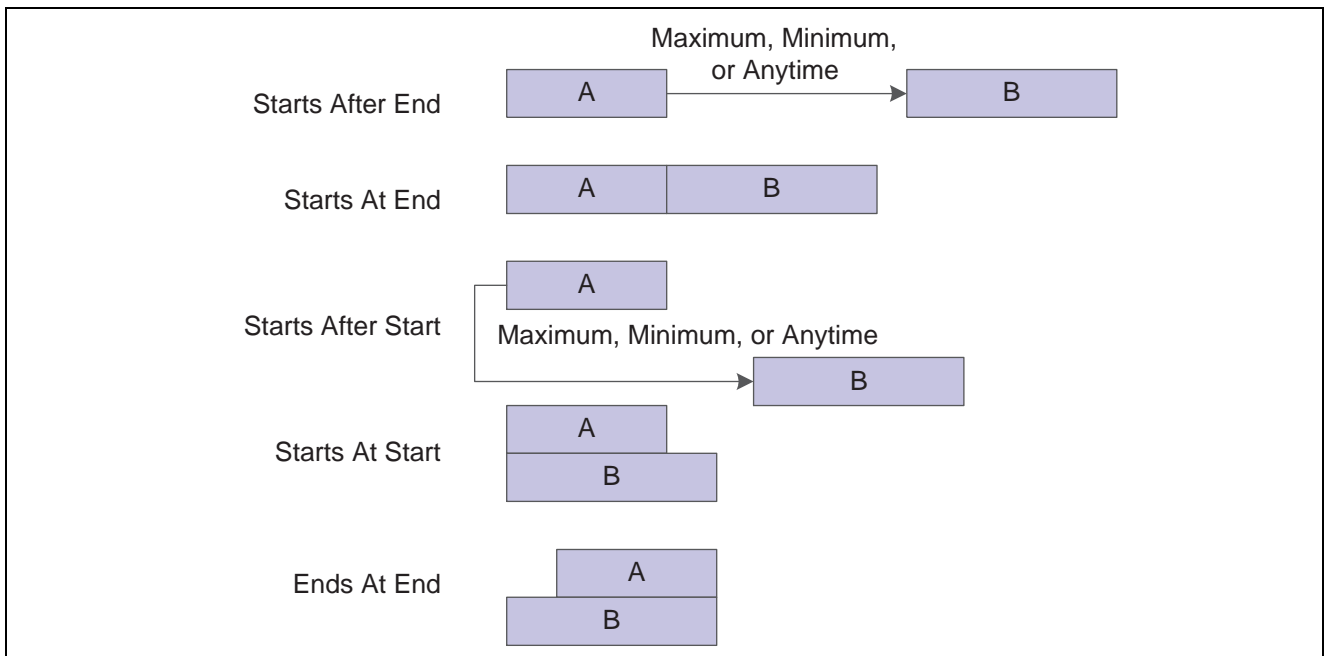 Maximum, Minimum,
or Anytime
Starts After End
A
B
Starts At End
A
B
A
Starts After Start
Maximum, Minimum, or Anytime
B
A
Starts At Start
B
A
Ends At End
B